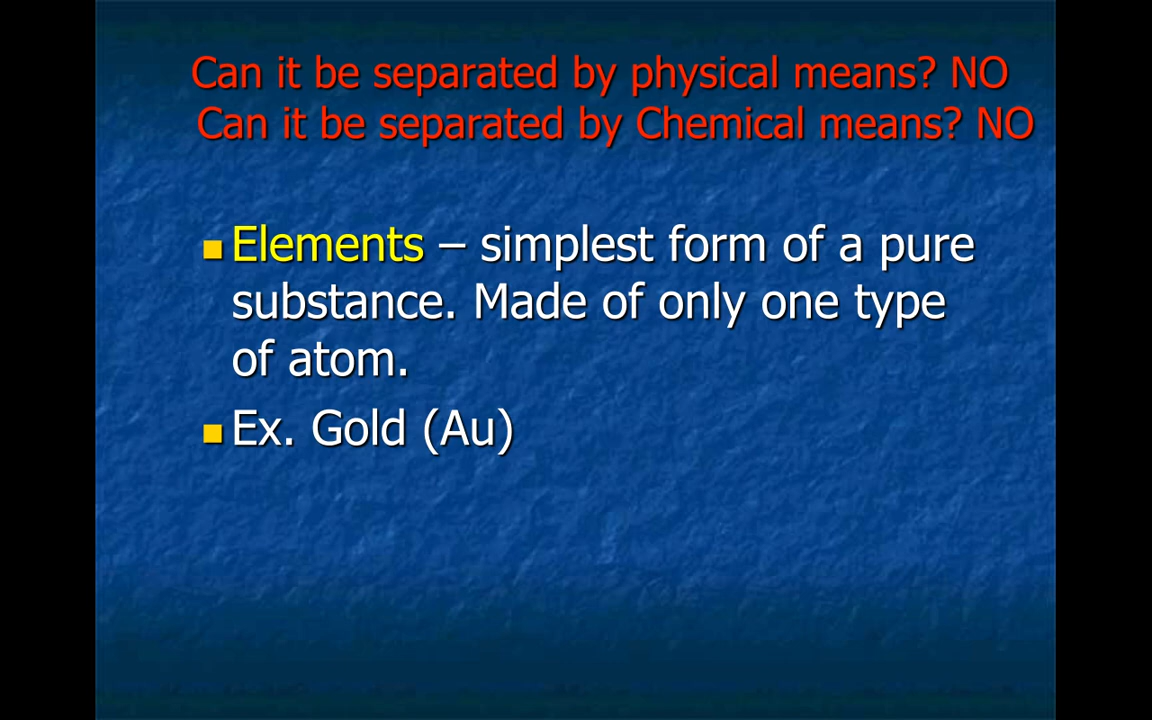 Can it be separated by physical means? NO
Can it be separated by Chemical means? NO
Elements – simplest form of a pure
substance. Made of only one type
of atom.
Ex. Gold (Au)